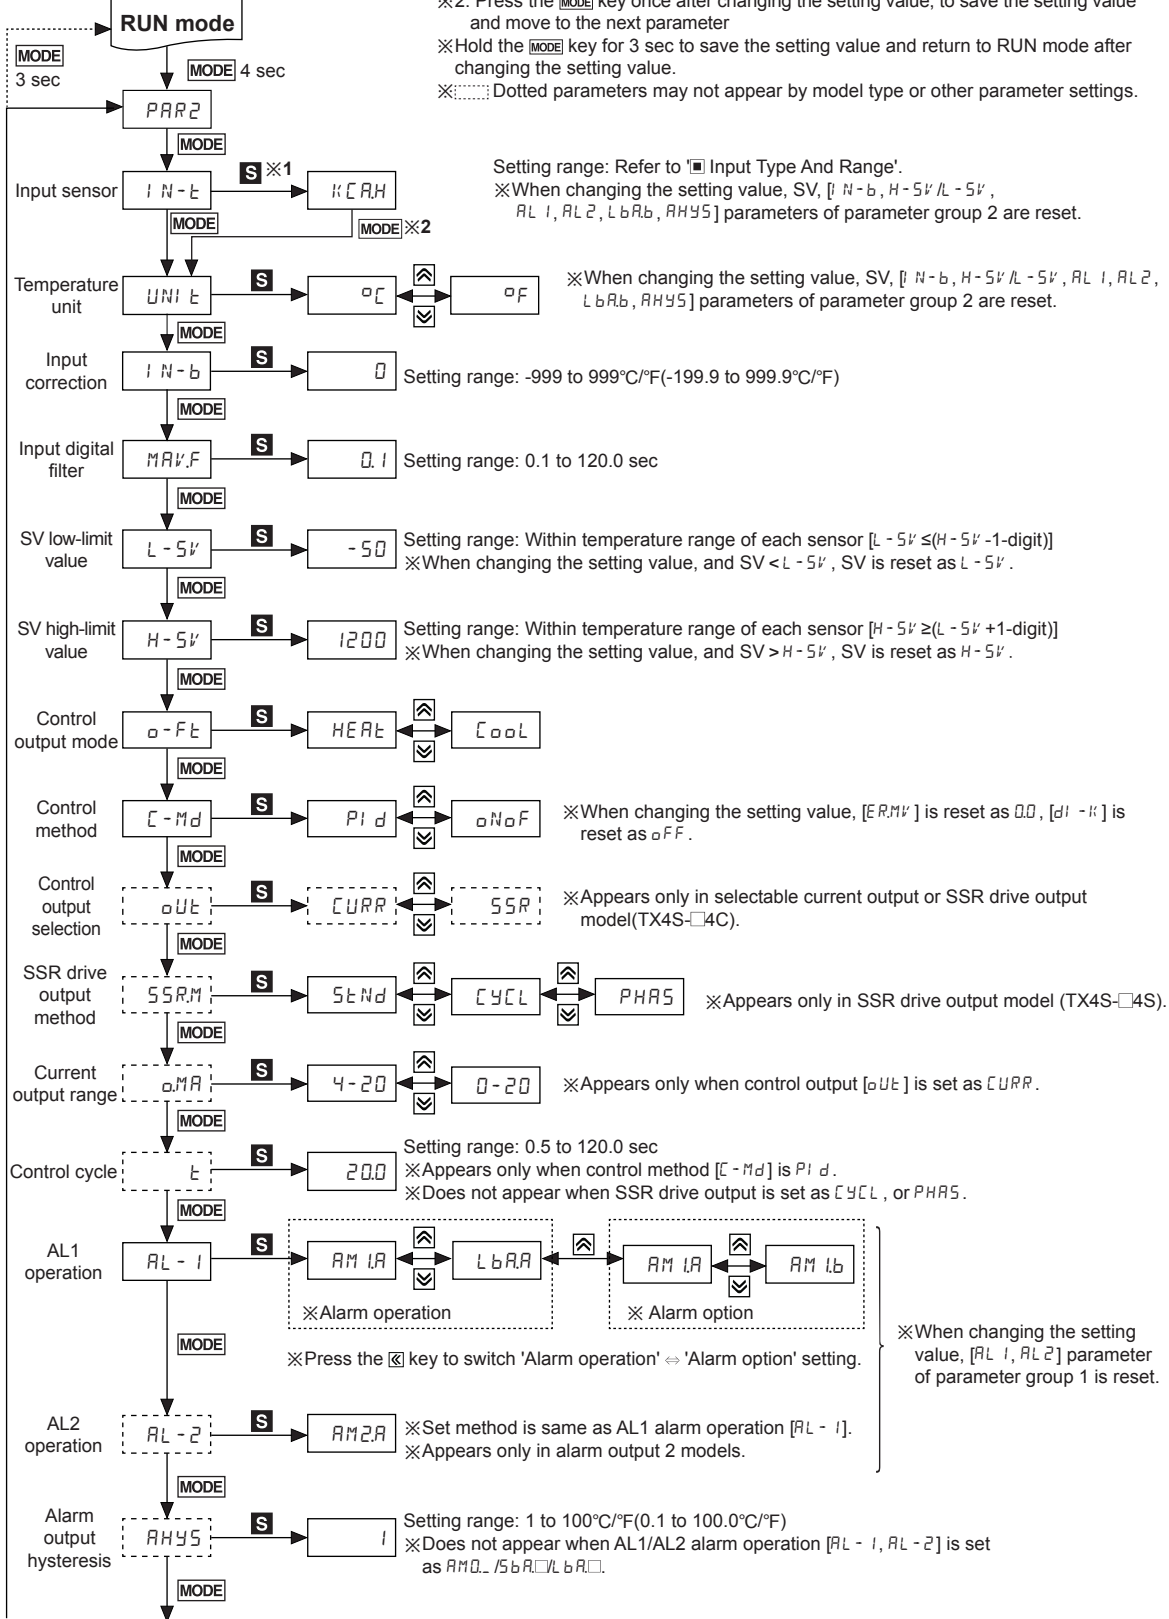 ※2. Press the MODE key once after changing the setting value, to save the setting value
and move to the next parameter
※Hold the MODE key for 3 sec to save the setting value and return to RUN mode after
changing the setting value.
※ Dotted parameters may not appear by model type or other parameter settings.
RUN mode
MODE
3 sec
MODE 4 sec
PAR2
MODE
Input sensor
IN-t
S ※1
KCA.H
MODE
MODE ※2
Setting range: Refer to '▣ Input Type And Range'.
※When changing the setting value, SV, [IN-b, H-SV/L-SV,
AL1, AL2, LbA.b, AHYS] parameters of parameter group 2 are reset.
Temperature
unit
UNIt
S
°C
°F
※When changing the setting value, SV, [IN-b, H-SV/L-SV, AL1, AL2,
LbA.b, AHYS] parameters of parameter group 2 are reset.
MODE
Input
correction
IN-b
S
0
Setting range: -999 to 999℃/℉(-199.9 to 999.9℃/℉)
MODE
Input digital
filter
MAV.F
S
0.1
Setting range: 0.1 to 120.0 sec
MODE
SV low-limit
value
L-SV
S
-50
Setting range: Within temperature range of each sensor [L-SV ≤(H-SV -1-digit)]
※When changing the setting value, and SV < L-SV, SV is reset as L-SV.
MODE
SV high-limit
value
H-SV
S
1200
Setting range: Within temperature range of each sensor [H-SV ≥(L-SV +1-digit)]
※When changing the setting value, and SV > H-SV, SV is reset as H-SV.
MODE
Control
output mode
o-Ft
S
HEAt
CooL
MODE
Control
method
C-Md
S
PId
oNoF
※When changing the setting value, [ER.MV] is reset as 0.0, [dI-K] is
reset as oFF.
MODE
Control
output
selection
oUt
S
CURR
SSR
※Appears only in selectable current output or SSR drive output
model(TX4S-□4C).
MODE
SSR drive
output
method
SSR.M
S
StNd
CYCL
PHAS
※Appears only in SSR drive output model (TX4S-□4S).
MODE
Current
output range
o.MA
S
4-20
0-20
※Appears only when control output [oUt] is set as CURR.
MODE
Control cycle
t
S
20.0
Setting range: 0.5 to 120.0 sec
※Appears only when control method [C-Md] is PId.
※Does not appear when SSR drive output is set as CYCL, or PHAS.
MODE
AL1
operation
AL-1
S
AM1.A
LbA.A
※Alarm operation
AM1.A
AM1.b
※ Alarm option
MODE
※Press the key to switch 'Alarm operation' ⇔ 'Alarm option' setting.
※When changing the setting
value, [AL1, AL2] parameter
of parameter group 1 is reset.
AL2
operation
AL-2
S
AM2.A
※Set method is same as AL1 alarm operation [AL-1].
※Appears only in alarm output 2 models.
MODE
Alarm
output
hysteresis
AHYS
S
1
Setting range: 1 to 100℃/℉(0.1 to 100.0℃/℉)
※Does not appear when AL1/AL2 alarm operation [AL-1, AL-2] is set
as AM0._ /SbA.□/LbA.□.
MODE